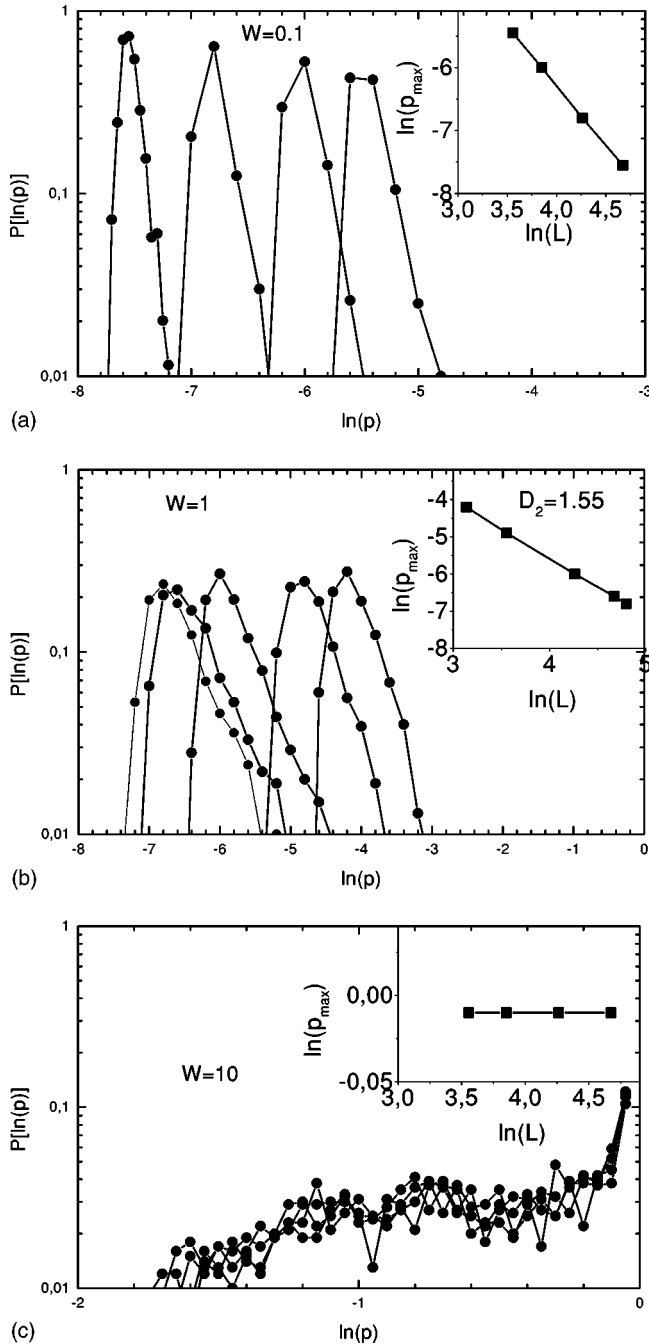 W=0.1
1
0,1
0,01
P[ln(p)]
-8
-7
-6
-5
-4
-3
ln(p)
(a)
-6
-7
-8
ln(p_max)
3,0
3,5
4,0
4,5
ln(L)
W=1
1
0,1
0,01
P[ln(p)]
-8
-7
-6
-5
-4
-3
-2
-1
0
ln(p)
(b)
D_2=1.55
-4
-5
-6
-7
-8
ln(p_max)
3
4
5
ln(L)
1
0,1
0,01
P[ln(p)]
W=10
-2
-1
0
ln(p)
(c)
0,00
-0,05
ln(p_max)
3,0
3,5
4,0
4,5
ln(L)